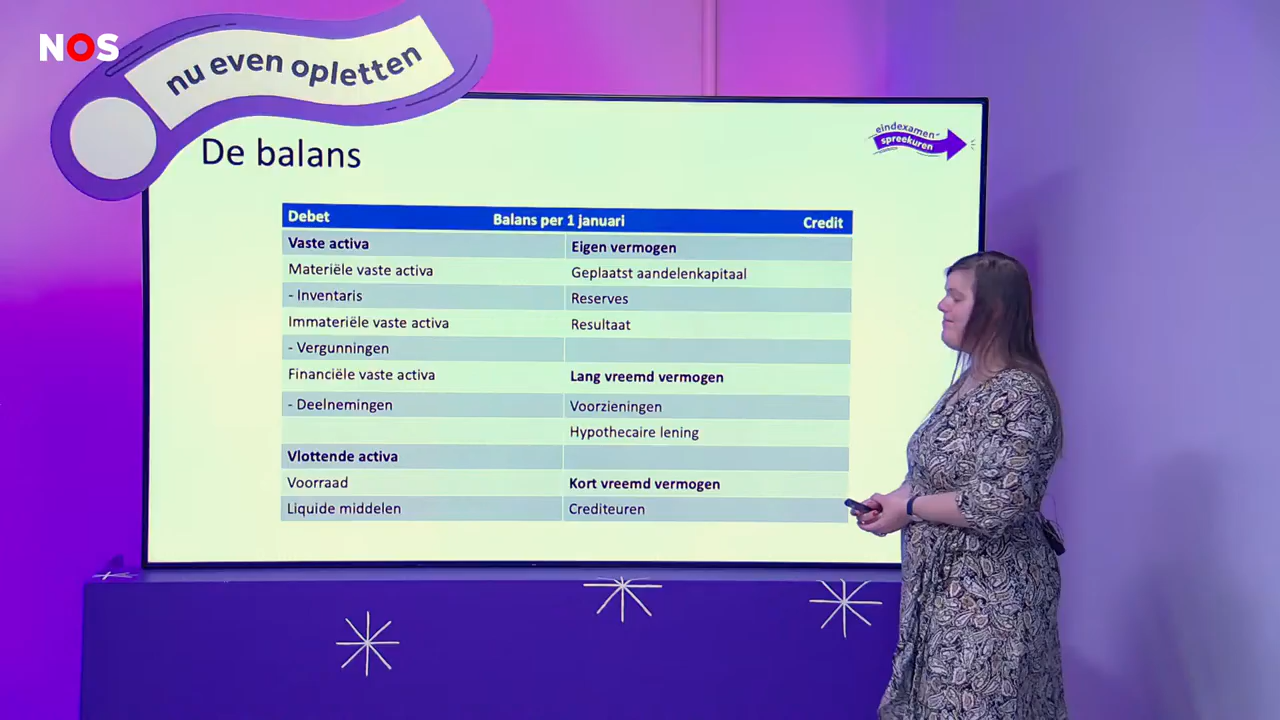 NOS
nu even opletten
eindexamen-
spreekuren
De balans
Debet Balans per 1 januari Credit
Vaste activa Eigen vermogen
Materiële vaste activa Geplaatst aandelenkapitaal
- Inventaris Reserves
Immateriële vaste activa Resultaat
- Vergunningen
Financiële vaste activa Lang vreemd vermogen
- Deelnemingen Voorzieningen
Hypothecaire lening
Vlottende activa
Voorraad Kort vreemd vermogen
Liquide middelen Crediteuren